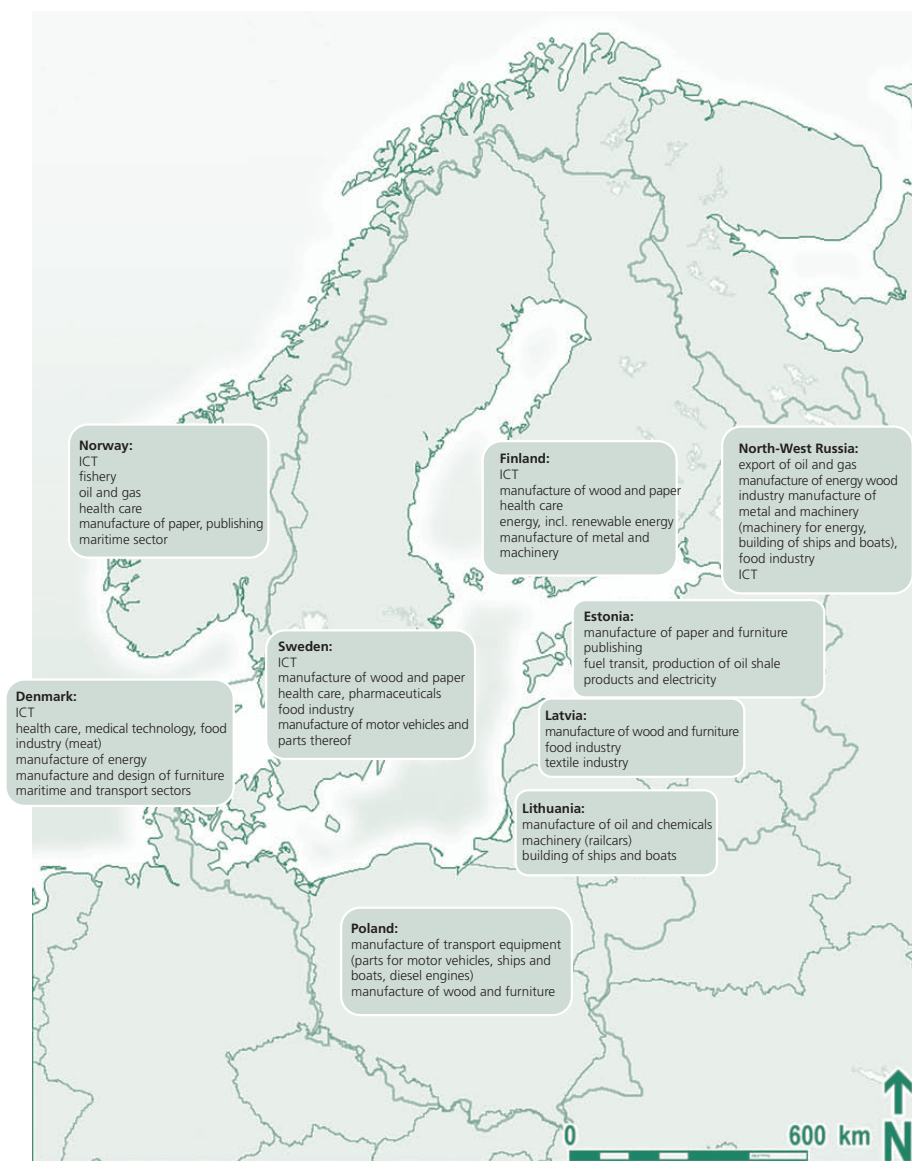 Norway:
ICT
fishery
oil and gas
health care
manufacture of paper, publishing
maritime sector
Finland:
ICT
manufacture of wood and paper
health care
energy, incl. renewable energy
manufacture of metal and
machinery
North-West Russia:
export of oil and gas
manufacture of energy wood
industry manufacture of
metal and machinery
(machinery for energy,
building of ships and boats),
food industry
ICT
Estonia:
manufacture of paper and furniture
publishing
fuel transit, production of oil shale
products and electricity
Sweden:
ICT
manufacture of wood and paper
health care, pharmaceuticals
food industry
manufacture of motor vehicles and
parts thereof
Denmark:
ICT
health care, medical technology, food
industry (meat)
manufacture of energy
manufacture and design of furniture
maritime and transport sectors
Latvia:
manufacture of wood and furniture
food industry
textile industry
Lithuania:
manufacture of oil and chemicals
machinery (railcars)
building of ships and boats
Poland:
manufacture of transport equipment
(parts for motor vehicles, ships and
boats, diesel engines)
manufacture of wood and furniture
0 600 km N